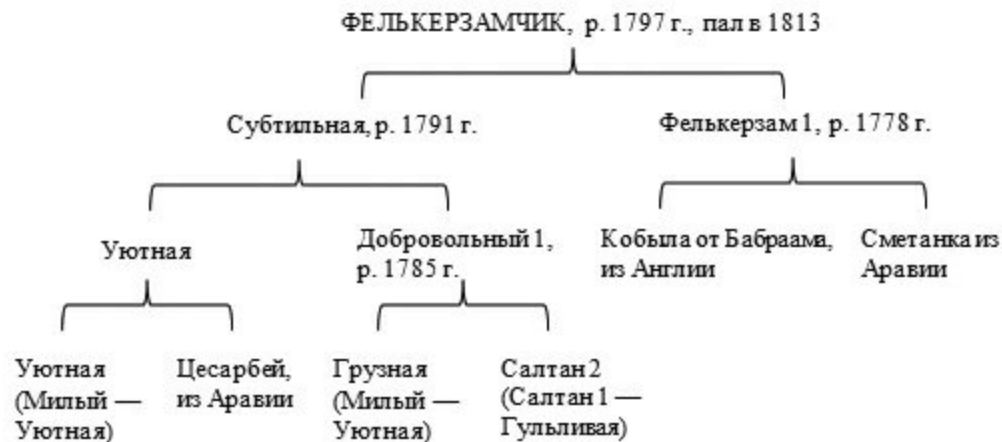 ФЕЛЬКЕРЗАМЧИК, р. 1797 г., пал в 1813
Субтильная, р. 1791 г.
Фелькерзам 1, р. 1778 г.
Уютная
Добровольный 1,
р. 1785 г.
Кобыла от Бабраама,
из Англии
Сметанка из
Аравии
Уютная
(Милый —
Уютная)
Цесарбей,
из Аравии
Грузная
(Милый —
Уютная)
Салтан 2
(Салтан 1 —
Гульливая)